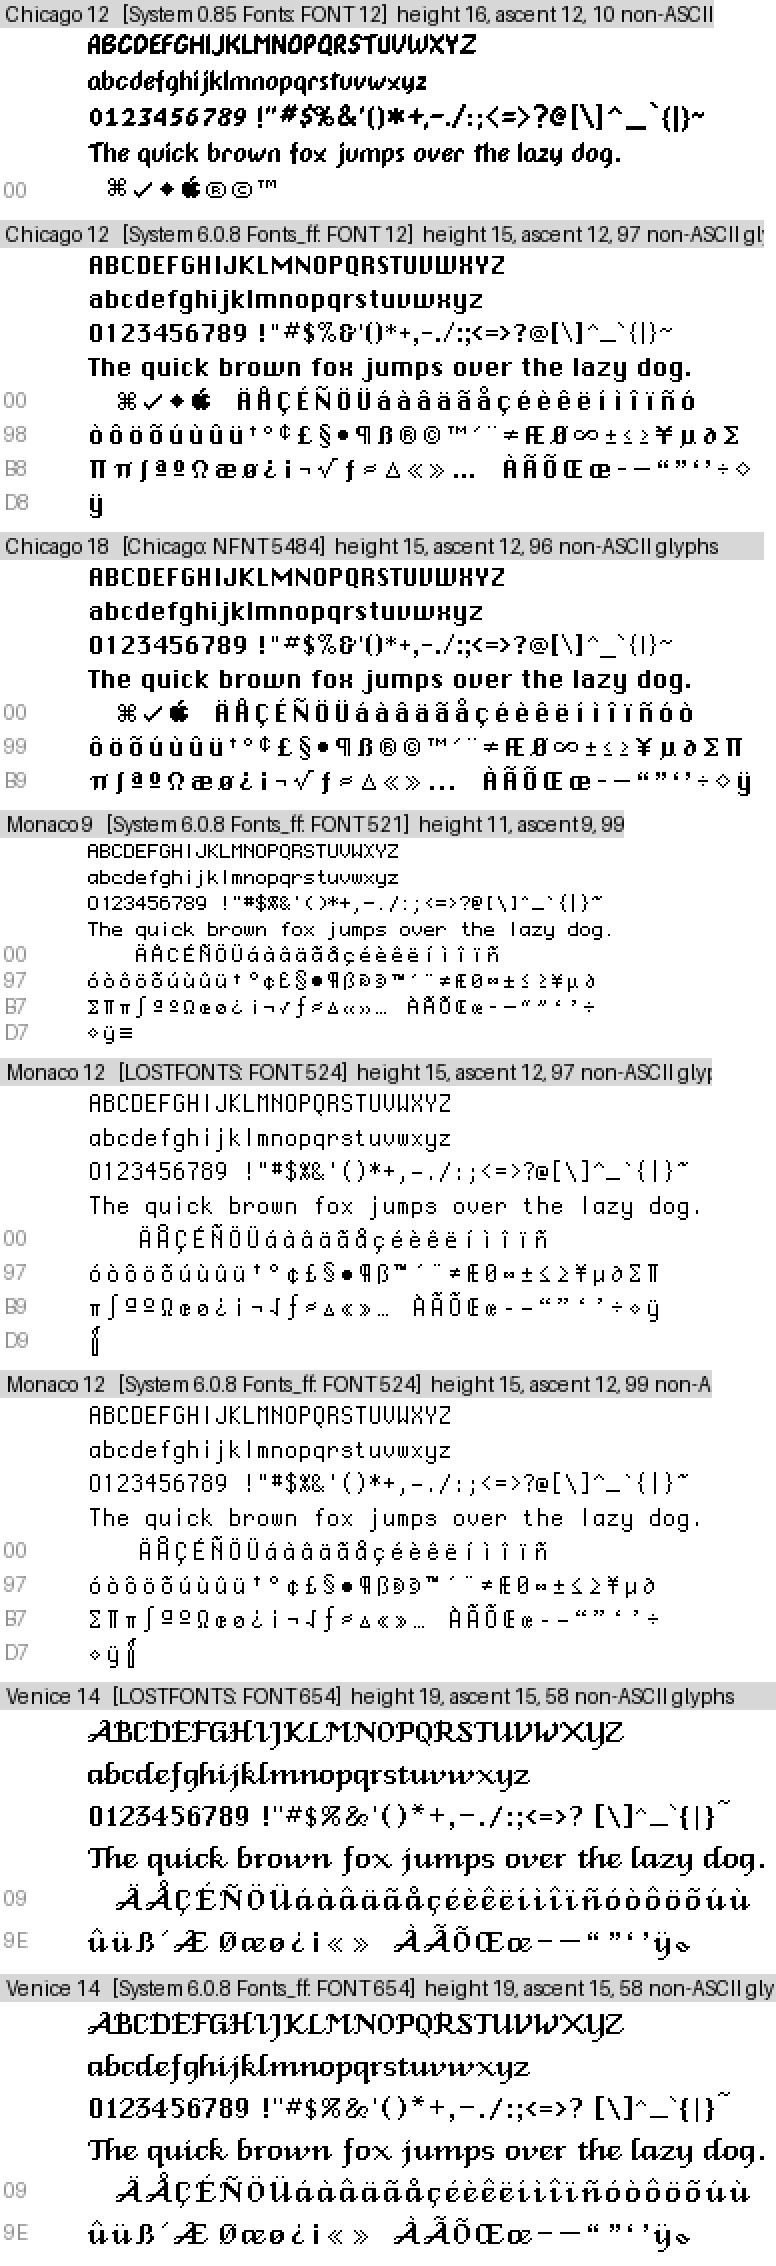 Chicago 12 [System 0.85 Fonts: FONT 12] height 16, ascent 12, 10 non-ASCII
ABCDEFGHIJKLMNOPQRSTUVWXYZ
abcdefghijklmnopqrstuvwxyz
0123456789 !"#$%&'()*+,-./:;<=>?@[\]^_`{|}~
The quick brown fox jumps over the lazy dog.
00 ⌘✓◆®©™
Chicago 12 [System 6.0.8 Fonts_ff: FONT 12] height 15, ascent 12, 97 non-ASCII gl
ABCDEFGHIJKLMNOPQRSTUVWXYZ
abcdefghijklmnopqrstuvwxyz
0123456789 !"#$%&'()*+,-./:;<=>?@[\]^_`{|}~
The quick brown fox jumps over the lazy dog.
00 ⌘✓◆ ÄÅÇÉÑÖÜáàâäãåçéèêëíìîïñó
98 òôöõúùûü†°¢£§•¶ß®©™´¨≠ÆØ∞±≤≥¥µ∂Σ
B8 Ππ∫ªºΩæø¿¡¬√ƒ≈∆«»… ÀÃÕŒœ–—“”‘’÷◊
D8 ÿ
Chicago 18 [Chicago: NFNT 5484] height 15, ascent 12, 96 non-ASCII glyphs
ABCDEFGHIJKLMNOPQRSTUVWXYZ
abcdefghijklmnopqrstuvwxyz
0123456789 !"#$%&'()*+,-./:;<=>?@[\]^_`{|}~
The quick brown fox jumps over the lazy dog.
00 ⌘✓ ÄÅÇÉÑÖÜáàâäãåçéèêëíìîïñóò
99 ôöõúùûü†°¢£§•¶ß®©™´¨≠ÆØ∞±≤≥¥µ∂ΣΠ
B9 π∫ªºΩæø¿¡¬√ƒ≈∆«»… ÀÃÕŒœ–—“”‘’÷◊ÿ
Monaco 9 [System 6.0.8 Fonts_ff: FONT 521] height 11, ascent 9, 99
ABCDEFGHIJKLMNOPQRSTUVWXYZ
abcdefghijklmnopqrstuvwxyz
0123456789 !"#$%&'()*+,-./:;<=>?@[\]^_`{|}~
The quick brown fox jumps over the lazy dog.
00 ÄÅÇÉÑÖÜáàâäãåçéèêëíìîïñ
97 óòôöõúùûü†°¢£§•¶ß®©™´¨≠ÆØ∞±≤≥¥µ∂
B7 ΣΠπ∫ªºΩæø¿¡¬√ƒ≈∆«»… ÀÃÕŒœ–—“”‘’÷
D7 ◊ÿ≡
Monaco 12 [LOSTFONTS: FONT 524] height 15, ascent 12, 97 non-ASCII glyp
ABCDEFGHIJKLMNOPQRSTUVWXYZ
abcdefghijklmnopqrstuvwxyz
0123456789 !"#$%&'()*+,-./:;<=>?@[\]^_`{|}~
The quick brown fox jumps over the lazy dog.
00 ÄÅÇÉÑÖÜáàâäãåçéèêëíìîïñ
97 óòôöõúùûü†°¢£§•¶ß™´¨≠ÆØ∞±≤≥¥µ∂ΣΠ
B9 π∫ªºΩæø¿¡¬√ƒ≈∆«»… ÀÃÕŒœ–—“”‘’÷◊ÿ
D9
Monaco 12 [System 6.0.8 Fonts_ff: FONT 524] height 15, ascent 12, 99 non-A
ABCDEFGHIJKLMNOPQRSTUVWXYZ
abcdefghijklmnopqrstuvwxyz
0123456789 !"#$%&'()*+,-./:;<=>?@[\]^_`{|}~
The quick brown fox jumps over the lazy dog.
00 ÄÅÇÉÑÖÜáàâäãåçéèêëíìîïñ
97 óòôöõúùûü†°¢£§•¶ß®©™´¨≠ÆØ∞±≤≥¥µ∂
B7 ΣΠπ∫ªºΩæø¿¡¬√ƒ≈∆«»… ÀÃÕŒœ–—“”‘’÷
D7 ◊ÿ
Venice 14 [LOSTFONTS: FONT 654] height 19, ascent 15, 58 non-ASCII glyphs
ABCDEFGHIJKLMNOPQRSTUVWXYZ
abcdefghijklmnopqrstuvwxyz
0123456789 !"#$%&'()*+,-./:;<=>? [\]^_`{|}~
The quick brown fox jumps over the lazy dog.
09 ÄÅÇÉÑÖÜáàâäãåçéèêëíìîïñóòôöõúù
9E ûüß´Æ Øæø¿¡«» ÀÃÕŒœ–—“”‘’ÿ
Venice 14 [System 6.0.8 Fonts_ff: FONT 654] height 19, ascent 15, 58 non-ASCII gly
ABCDEFGHIJKLMNOPQRSTUVWXYZ
abcdefghijklmnopqrstuvwxyz
0123456789 !"#$%&'()*+,-./:;<=>? [\]^_`{|}~
The quick brown fox jumps over the lazy dog.
09 ÄÅÇÉÑÖÜáàâäãåçéèêëíìîïñóòôöõúù
9E ûüß´Æ Øæø¿¡«» ÀÃÕŒœ–—“”‘’ÿ